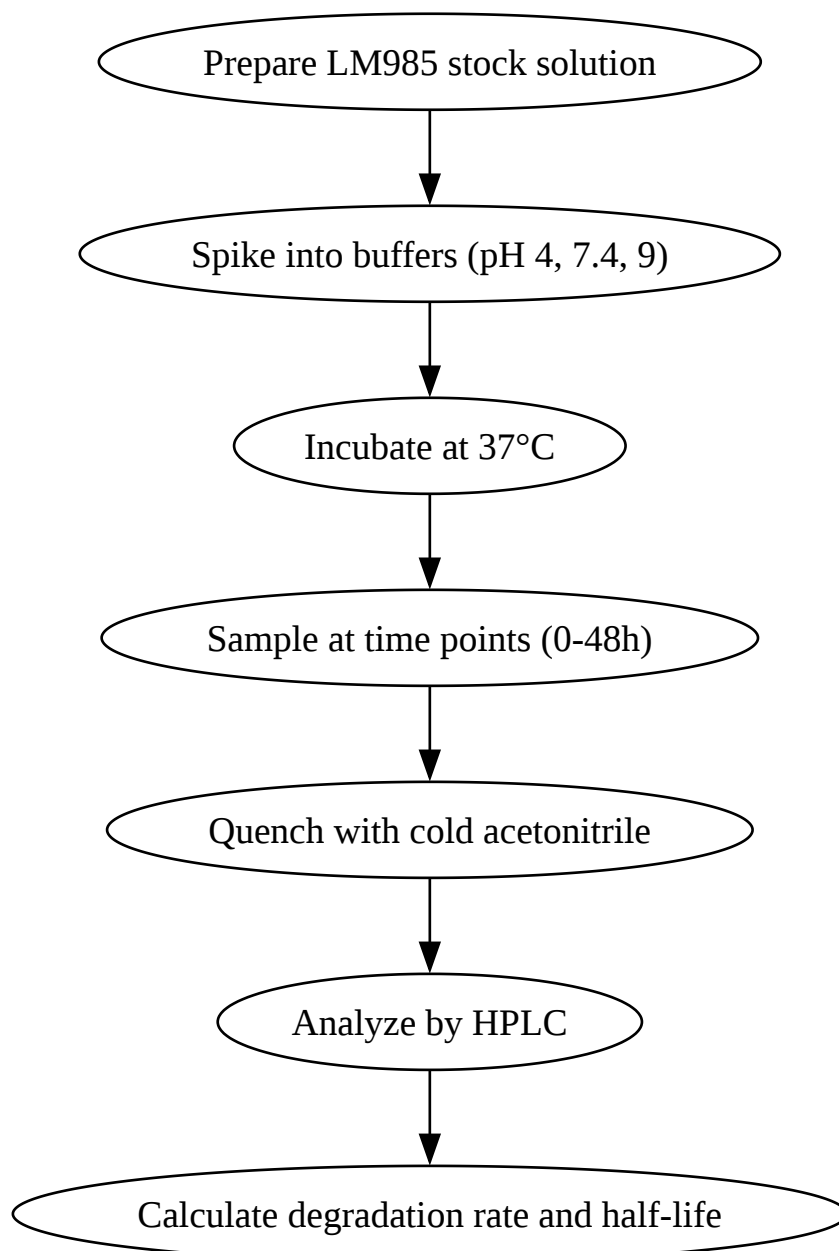 Prepare LM985 stock solution
Spike into buffers (pH 4, 7.4, 9)
Incubate at 37°C
Sample at time points (0-48h)
Quench with cold acetonitrile
Analyze by HPLC
Calculate degradation rate and half-life